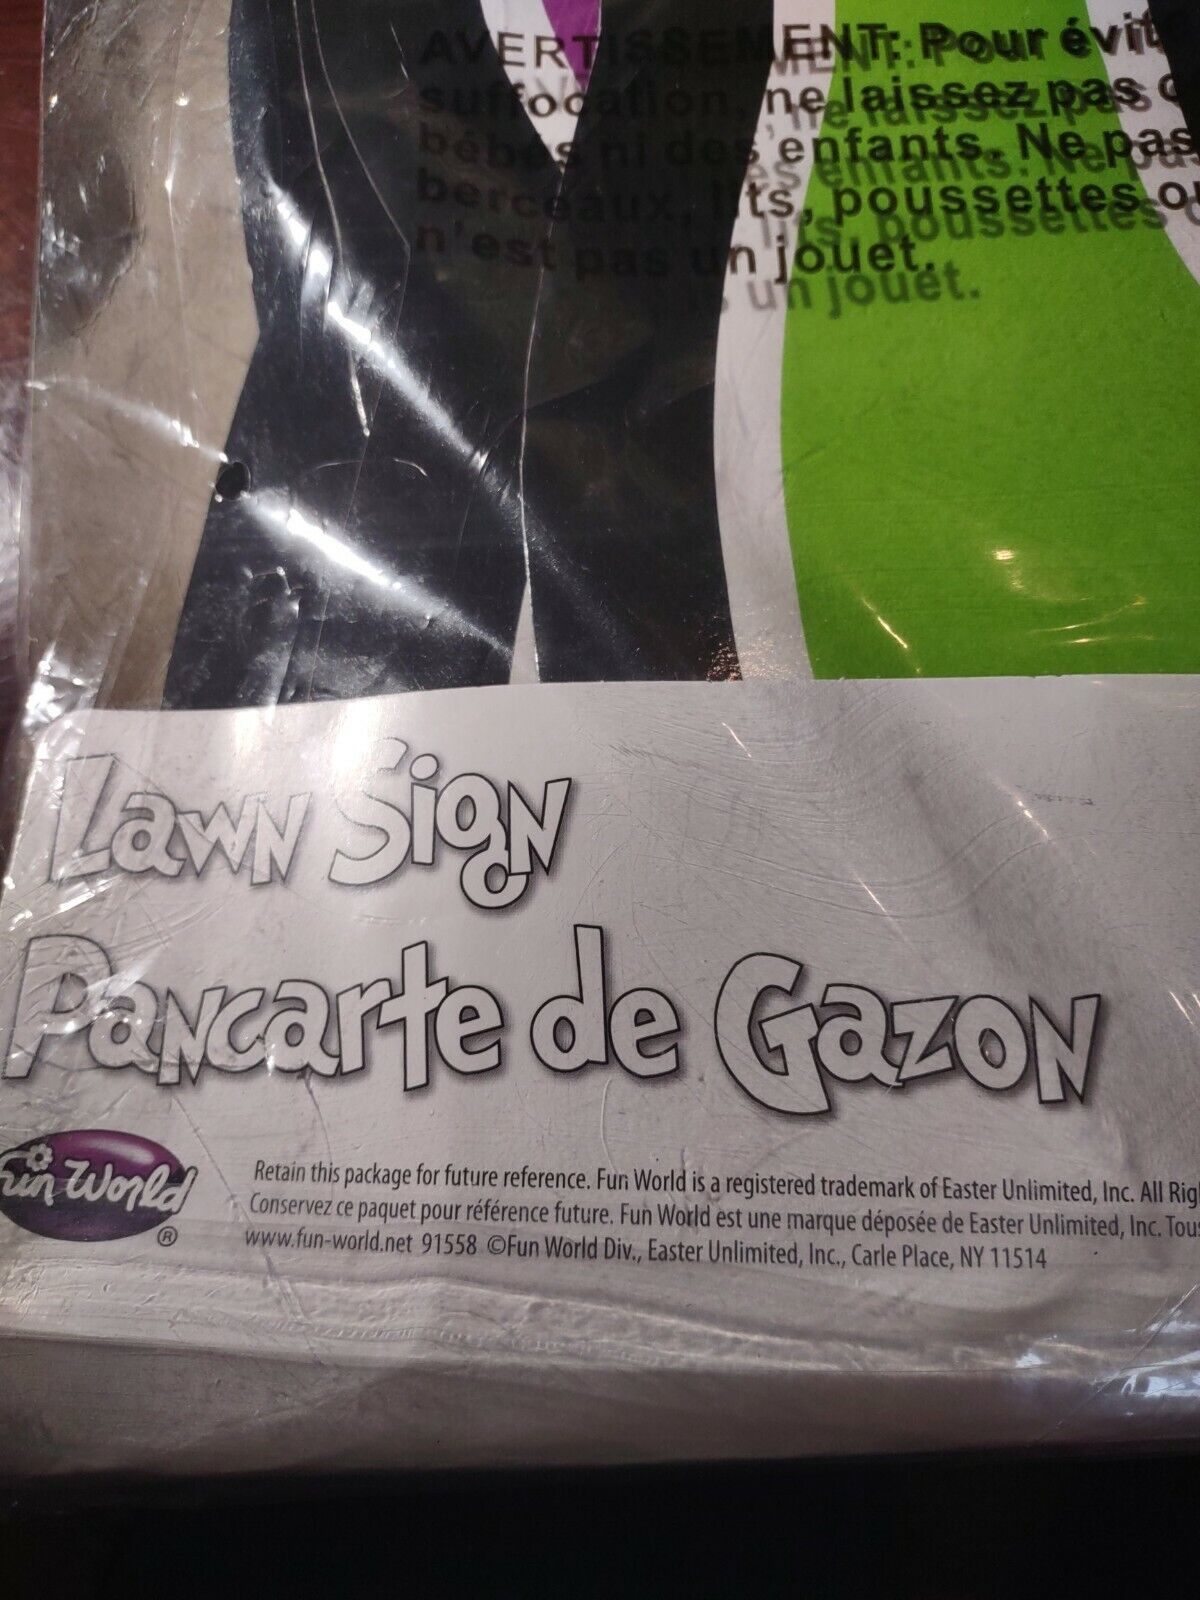 AVERTISSEMENT: Pour évit
suffocation, ne laissez pas
bébés ni des enfants. Ne pas
berceaux, lits, poussettes ou
n'est pas un jouet.
Lawn Sign
Pancarte de Gazon
Fun World
®
Retain this package for future reference. Fun World is a registered trademark of Easter Unlimited, Inc. All Rig
Conservez ce paquet pour référence future. Fun World est une marque déposée de Easter Unlimited, Inc. Tou
www.fun-world.net 91558 ©Fun World Div., Easter Unlimited, Inc., Carle Place, NY 11514